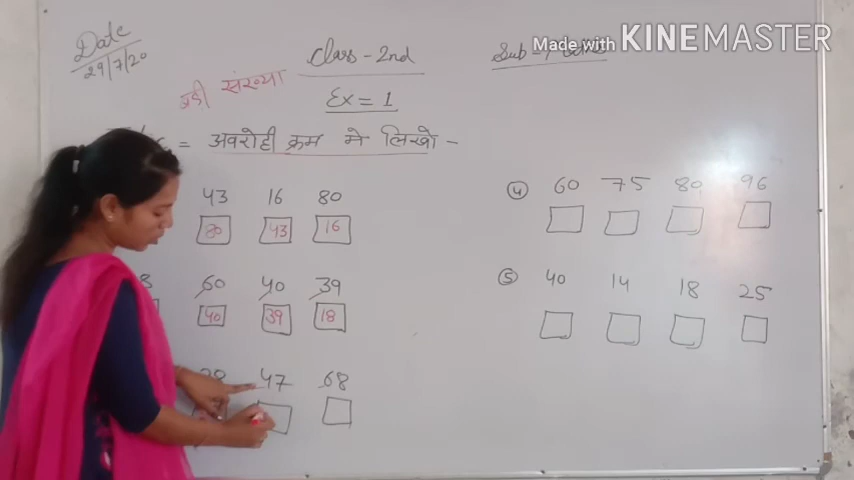 Made with KINEMASTER
Date
29/7/20
Class - 2nd
Sub -
बड़ी संख्या
Ex = 1
= अवरोही क्रम मे लिखो -
43 16 80
80 43 16
8 60 40 39
40 39 18
47 68
④ 60 75 80 96
⑤ 40 14 18 25